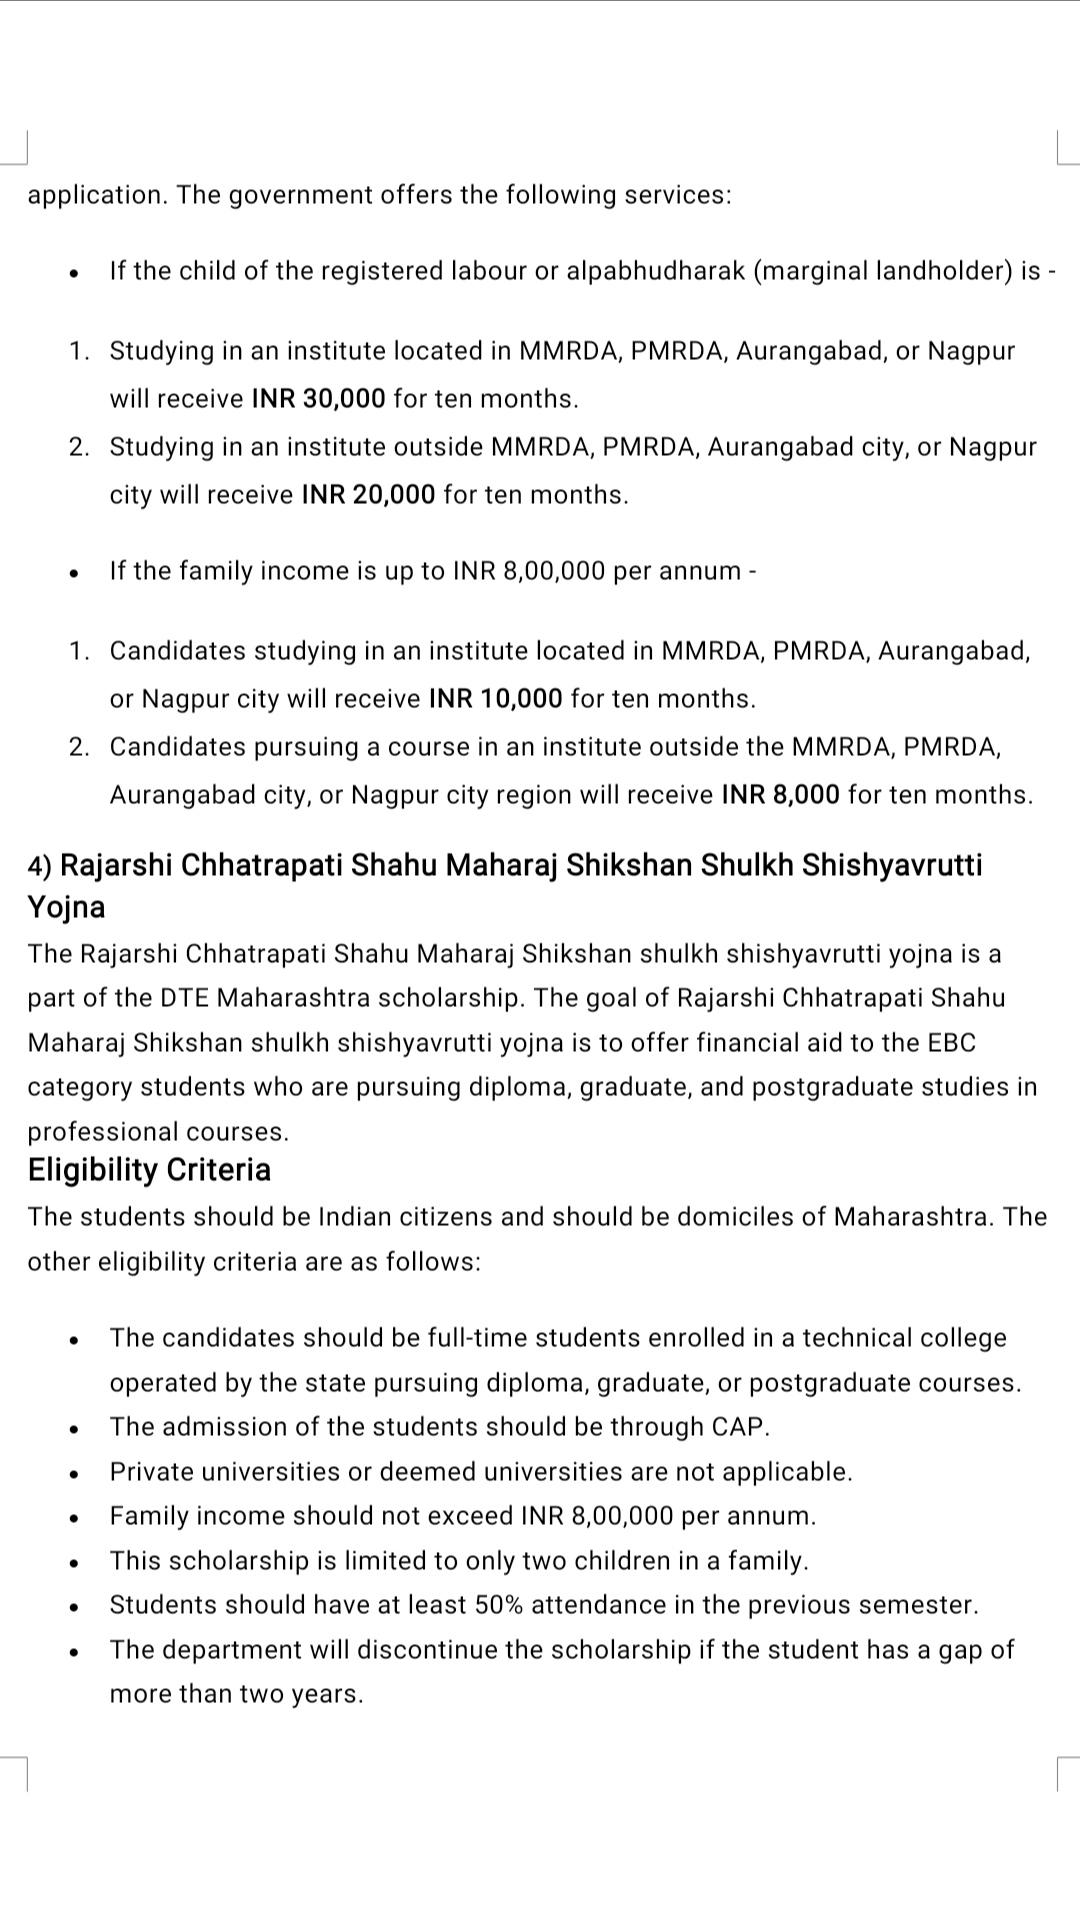 application. The government offers the following services:
• If the child of the registered labour or alpabhudharak (marginal landholder) is -
1. Studying in an institute located in MMRDA, PMRDA, Aurangabad, or Nagpur
will receive INR 30,000 for ten months.
2. Studying in an institute outside MMRDA, PMRDA, Aurangabad city, or Nagpur
city will receive INR 20,000 for ten months.
• If the family income is up to INR 8,00,000 per annum -
1. Candidates studying in an institute located in MMRDA, PMRDA, Aurangabad,
or Nagpur city will receive INR 10,000 for ten months.
2. Candidates pursuing a course in an institute outside the MMRDA, PMRDA,
Aurangabad city, or Nagpur city region will receive INR 8,000 for ten months.
4) Rajarshi Chhatrapati Shahu Maharaj Shikshan Shulkh Shishyavrutti
Yojna
The Rajarshi Chhatrapati Shahu Maharaj Shikshan shulkh shishyavrutti yojna is a
part of the DTE Maharashtra scholarship. The goal of Rajarshi Chhatrapati Shahu
Maharaj Shikshan shulkh shishyavrutti yojna is to offer financial aid to the EBC
category students who are pursuing diploma, graduate, and postgraduate studies in
professional courses.
Eligibility Criteria
The students should be Indian citizens and should be domiciles of Maharashtra. The
other eligibility criteria are as follows:
• The candidates should be full-time students enrolled in a technical college
operated by the state pursuing diploma, graduate, or postgraduate courses.
• The admission of the students should be through CAP.
• Private universities or deemed universities are not applicable.
• Family income should not exceed INR 8,00,000 per annum.
• This scholarship is limited to only two children in a family.
• Students should have at least 50% attendance in the previous semester.
• The department will discontinue the scholarship if the student has a gap of
more than two years.